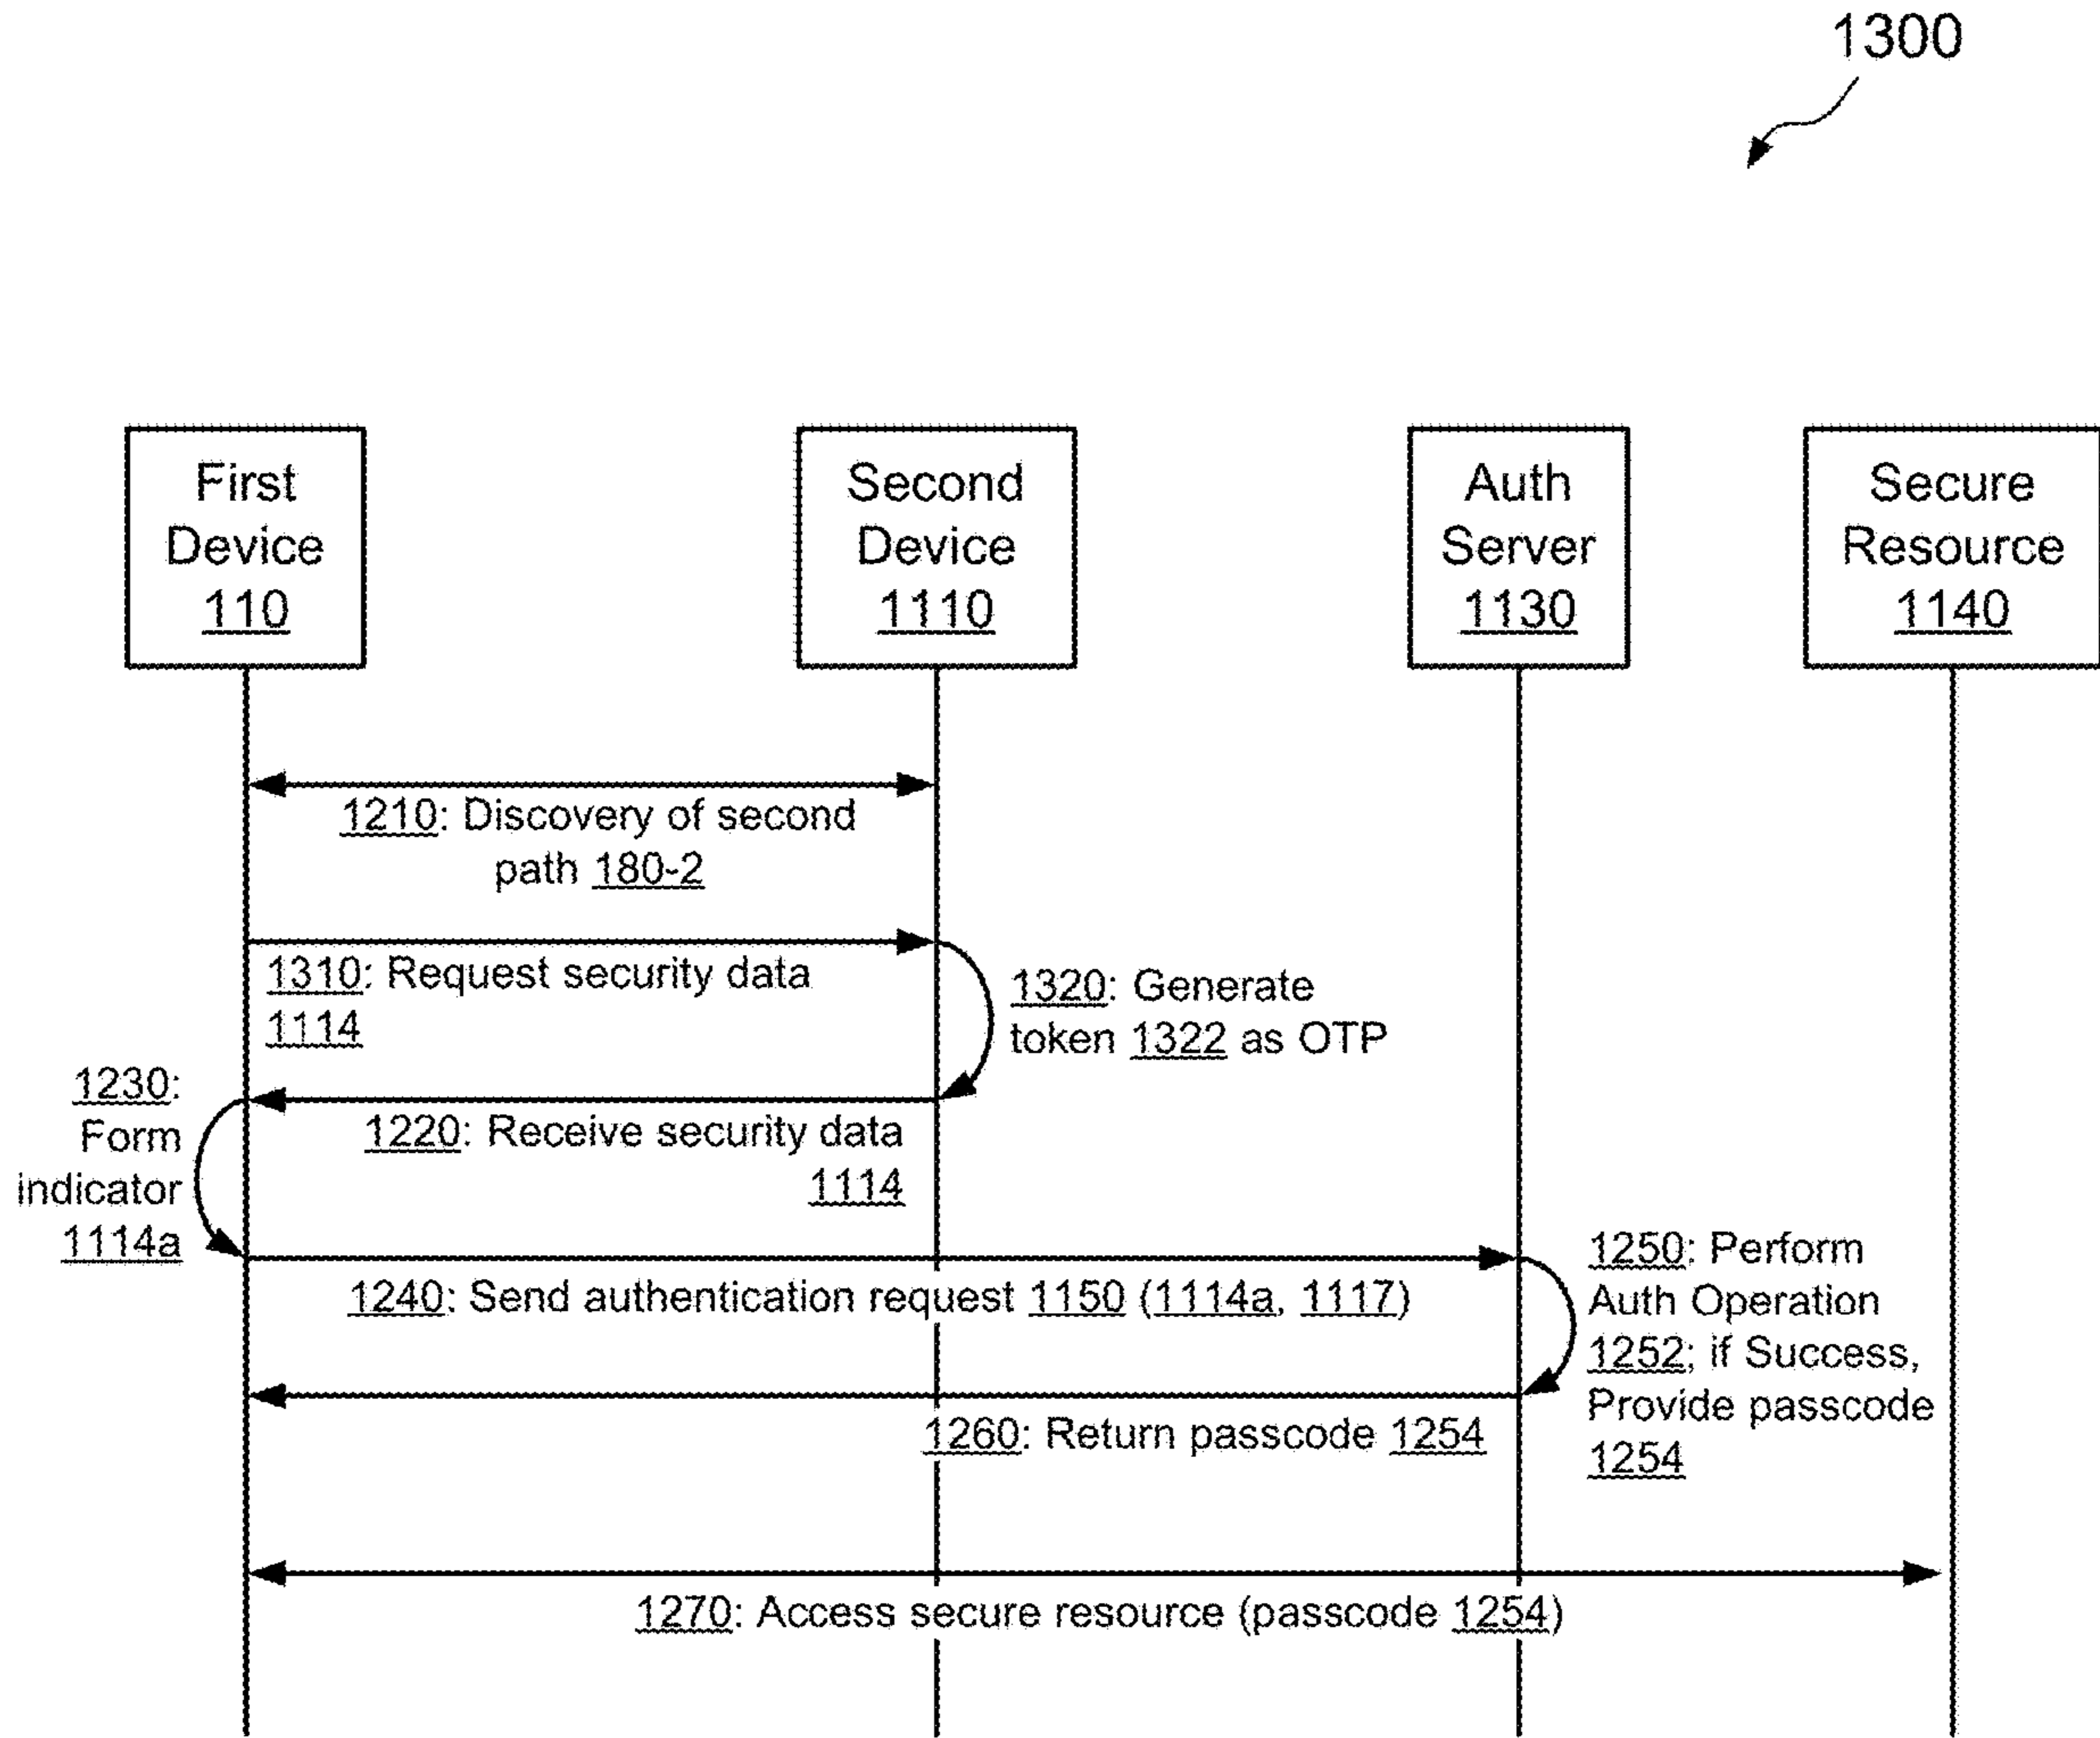 1300
First
Device
110
Second
Device
1110
Auth
Server
1130
Secure
Resource
1140
1210: Discovery of second
path 180-2
1310: Request security data
1114
1320: Generate
token 1322 as OTP
1230:
Form
indicator
1114a
1220: Receive security data
1114
1240: Send authentication request 1150 (1114a, 1117)
1250: Perform
Auth Operation
1252; if Success,
Provide passcode
1254
1260: Return passcode 1254
1270: Access secure resource (passcode 1254)